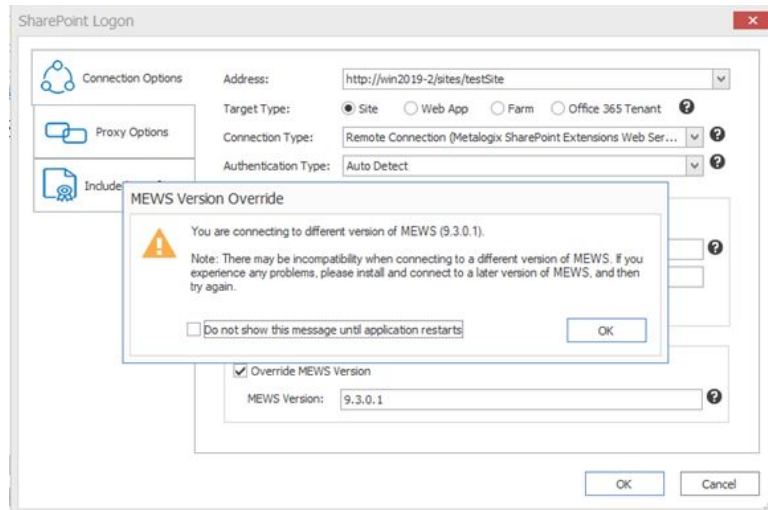 SharePoint Logon
Connection Options
Proxy Options
Include
Address:
http://win2019-2/sites/testSite
Target Type:
Site
Web App
Farm
Office 365 Tenant
Connection Type:
Remote Connection (Metalogix SharePoint Extensions Web Ser...
Authentication Type:
Auto Detect
MEWS Version Override
You are connecting to different version of MEWS (9.3.0.1).
Note: There may be incompatibility when connecting to a different version of MEWS. If you
experience any problems, please install and connect to a later version of MEWS, and then
try again.
Do not show this message until application restarts
OK
Override MEWS Version
MEWS Version:
9.3.0.1
OK
Cancel